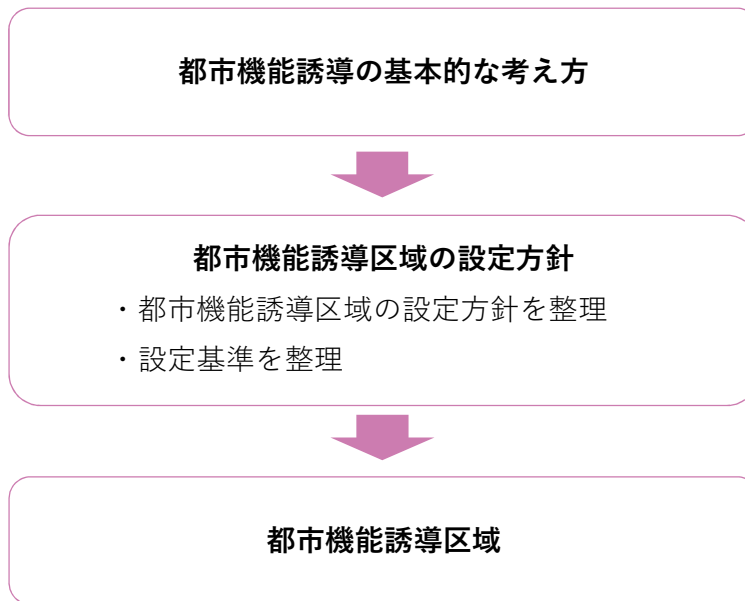 都市機能誘導の基本的な考え方
都市機能誘導区域の設定方針
・都市機能誘導区域の設定方針を整理
・設定基準を整理
都市機能誘導区域